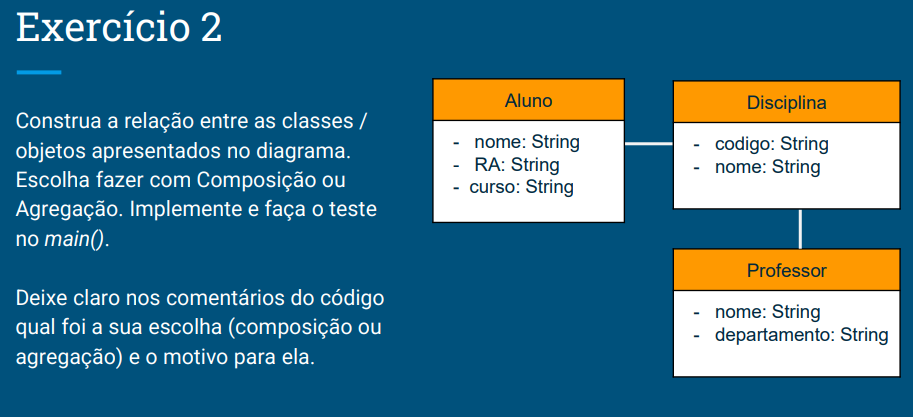 Exercício 2
Construa a relação entre as classes /
objetos apresentados no diagrama.
Escolha fazer com Composição ou
Agregação. Implemente e faça o teste
no main().
Deixe claro nos comentários do código
qual foi a sua escolha (composição ou
agregação) e o motivo para ela.
Aluno
- nome: String
- RA: String
- curso: String
Disciplina
- codigo: String
- nome: String
Professor
- nome: String
- departamento: String